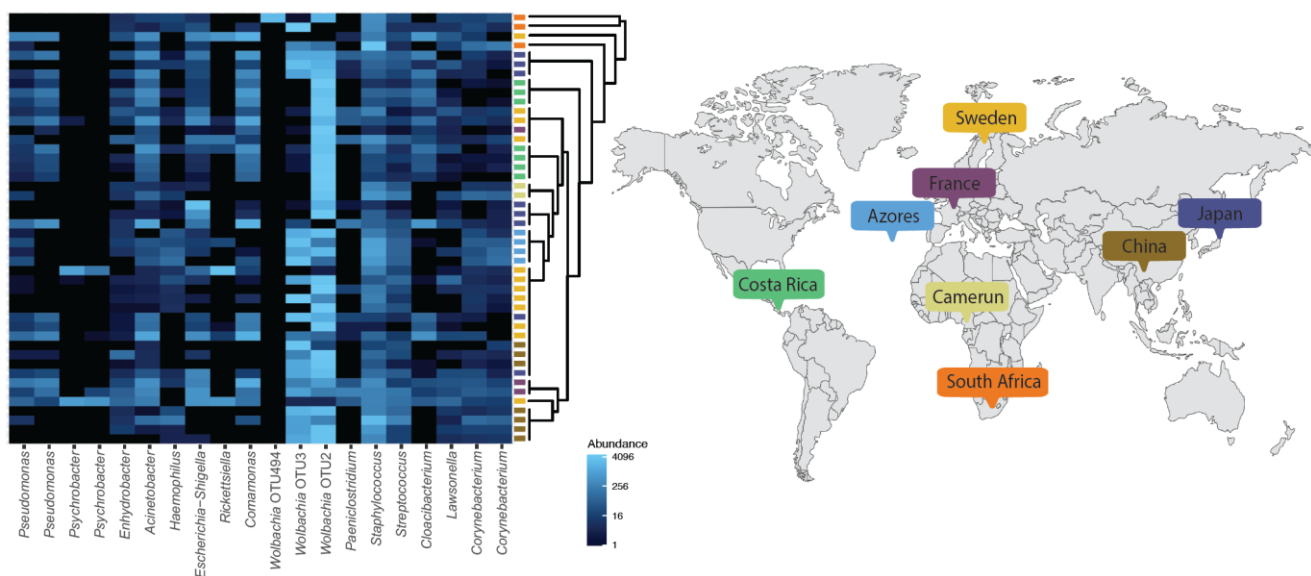 Pseudomonas
Pseudomonas
Psychrobacter
Psychrobacter
Enhydrobacter
Acinetobacter
Haemophilus
Escherichia−Shigella
Rickettsiella
Comamonas
Wolbachia OTU494
Wolbachia OTU3
Wolbachia OTU2
Paeniclostridium
Staphylococcus
Streptococcus
Cloacibacterium
Lawsonella
Corynebacterium
Corynebacterium
Abundance
4096
256
16
1
Sweden
France
Azores
Japan
China
Costa Rica
Camerun
South Africa